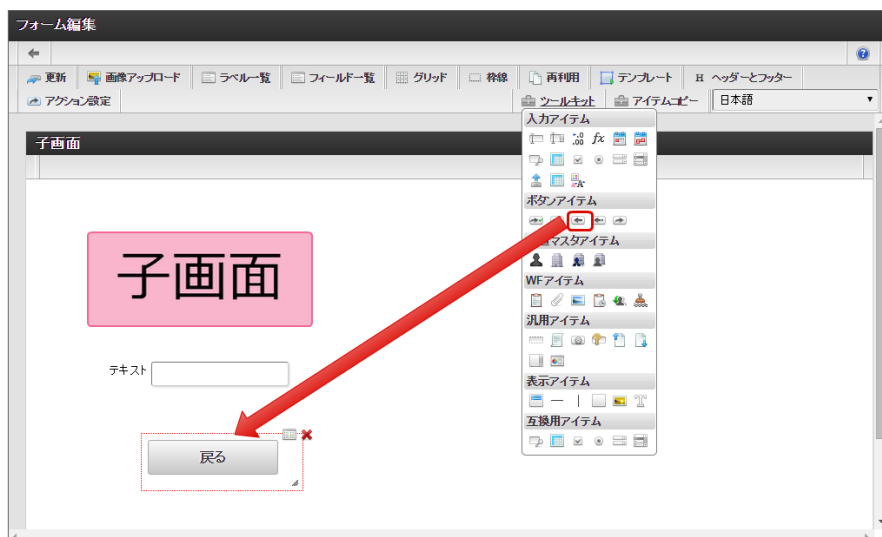 フォーム編集
更新 画像アップロード ラベル一覧 フィールド一覧 グリッド 枠線 再利用 テンプレート H ヘッダーとフッター
アクション設定 ツールキット アイテムコピー 日本語
入力アイテム
子画面
ボタンアイテム
マスタアイテム
子画面
WFアイテム
汎用アイテム
テキスト
表示アイテム
互換用アイテム
戻る